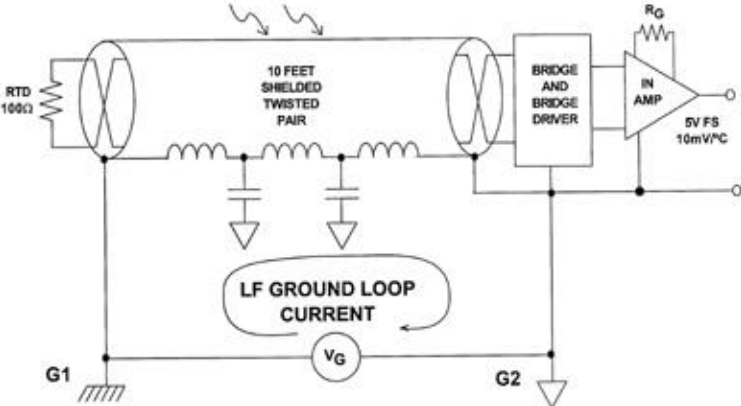 RG
RTD
100Ω
10 FEET
SHIELDED
TWISTED
PAIR
BRIDGE
AND
BRIDGE
DRIVER
IN
AMP
5V FS
10mV/°C
LF GROUND LOOP
CURRENT
VG
G1
G2